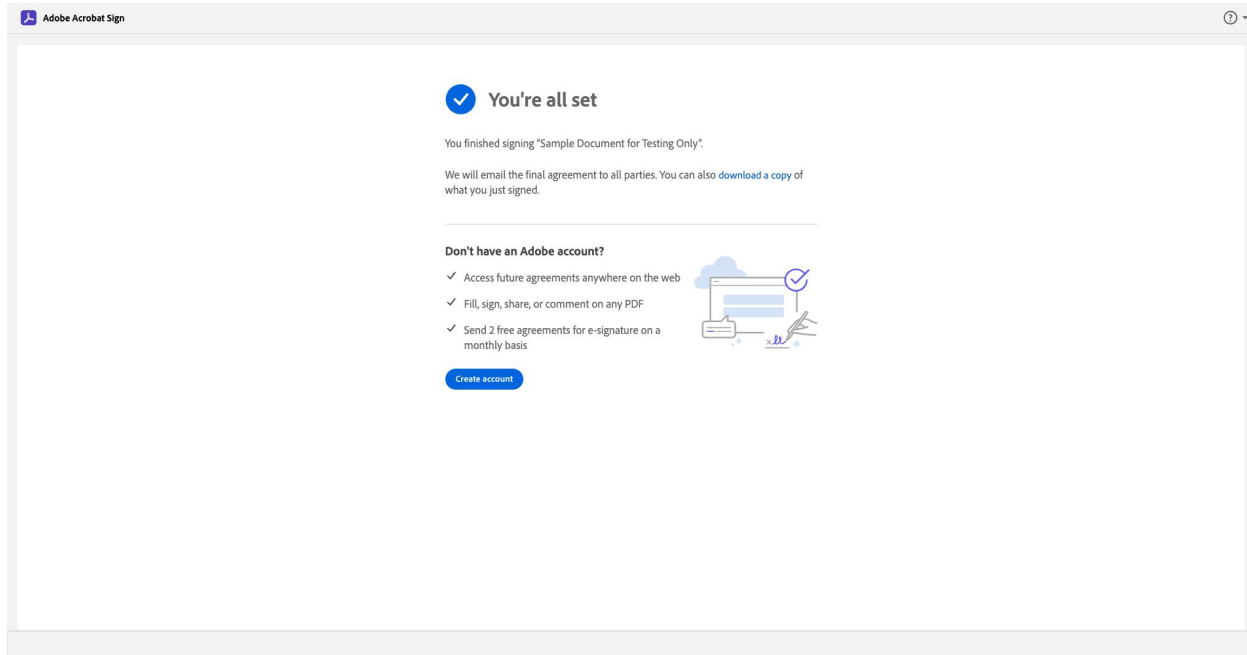 Adobe Acrobat Sign
You're all set
You finished signing "Sample Document for Testing Only".
We will email the final agreement to all parties. You can also download a copy of
what you just signed.
Don't have an Adobe account?
Access future agreements anywhere on the web
Fill, sign, share, or comment on any PDF
Send 2 free agreements for e-signature on a
monthly basis
Create account